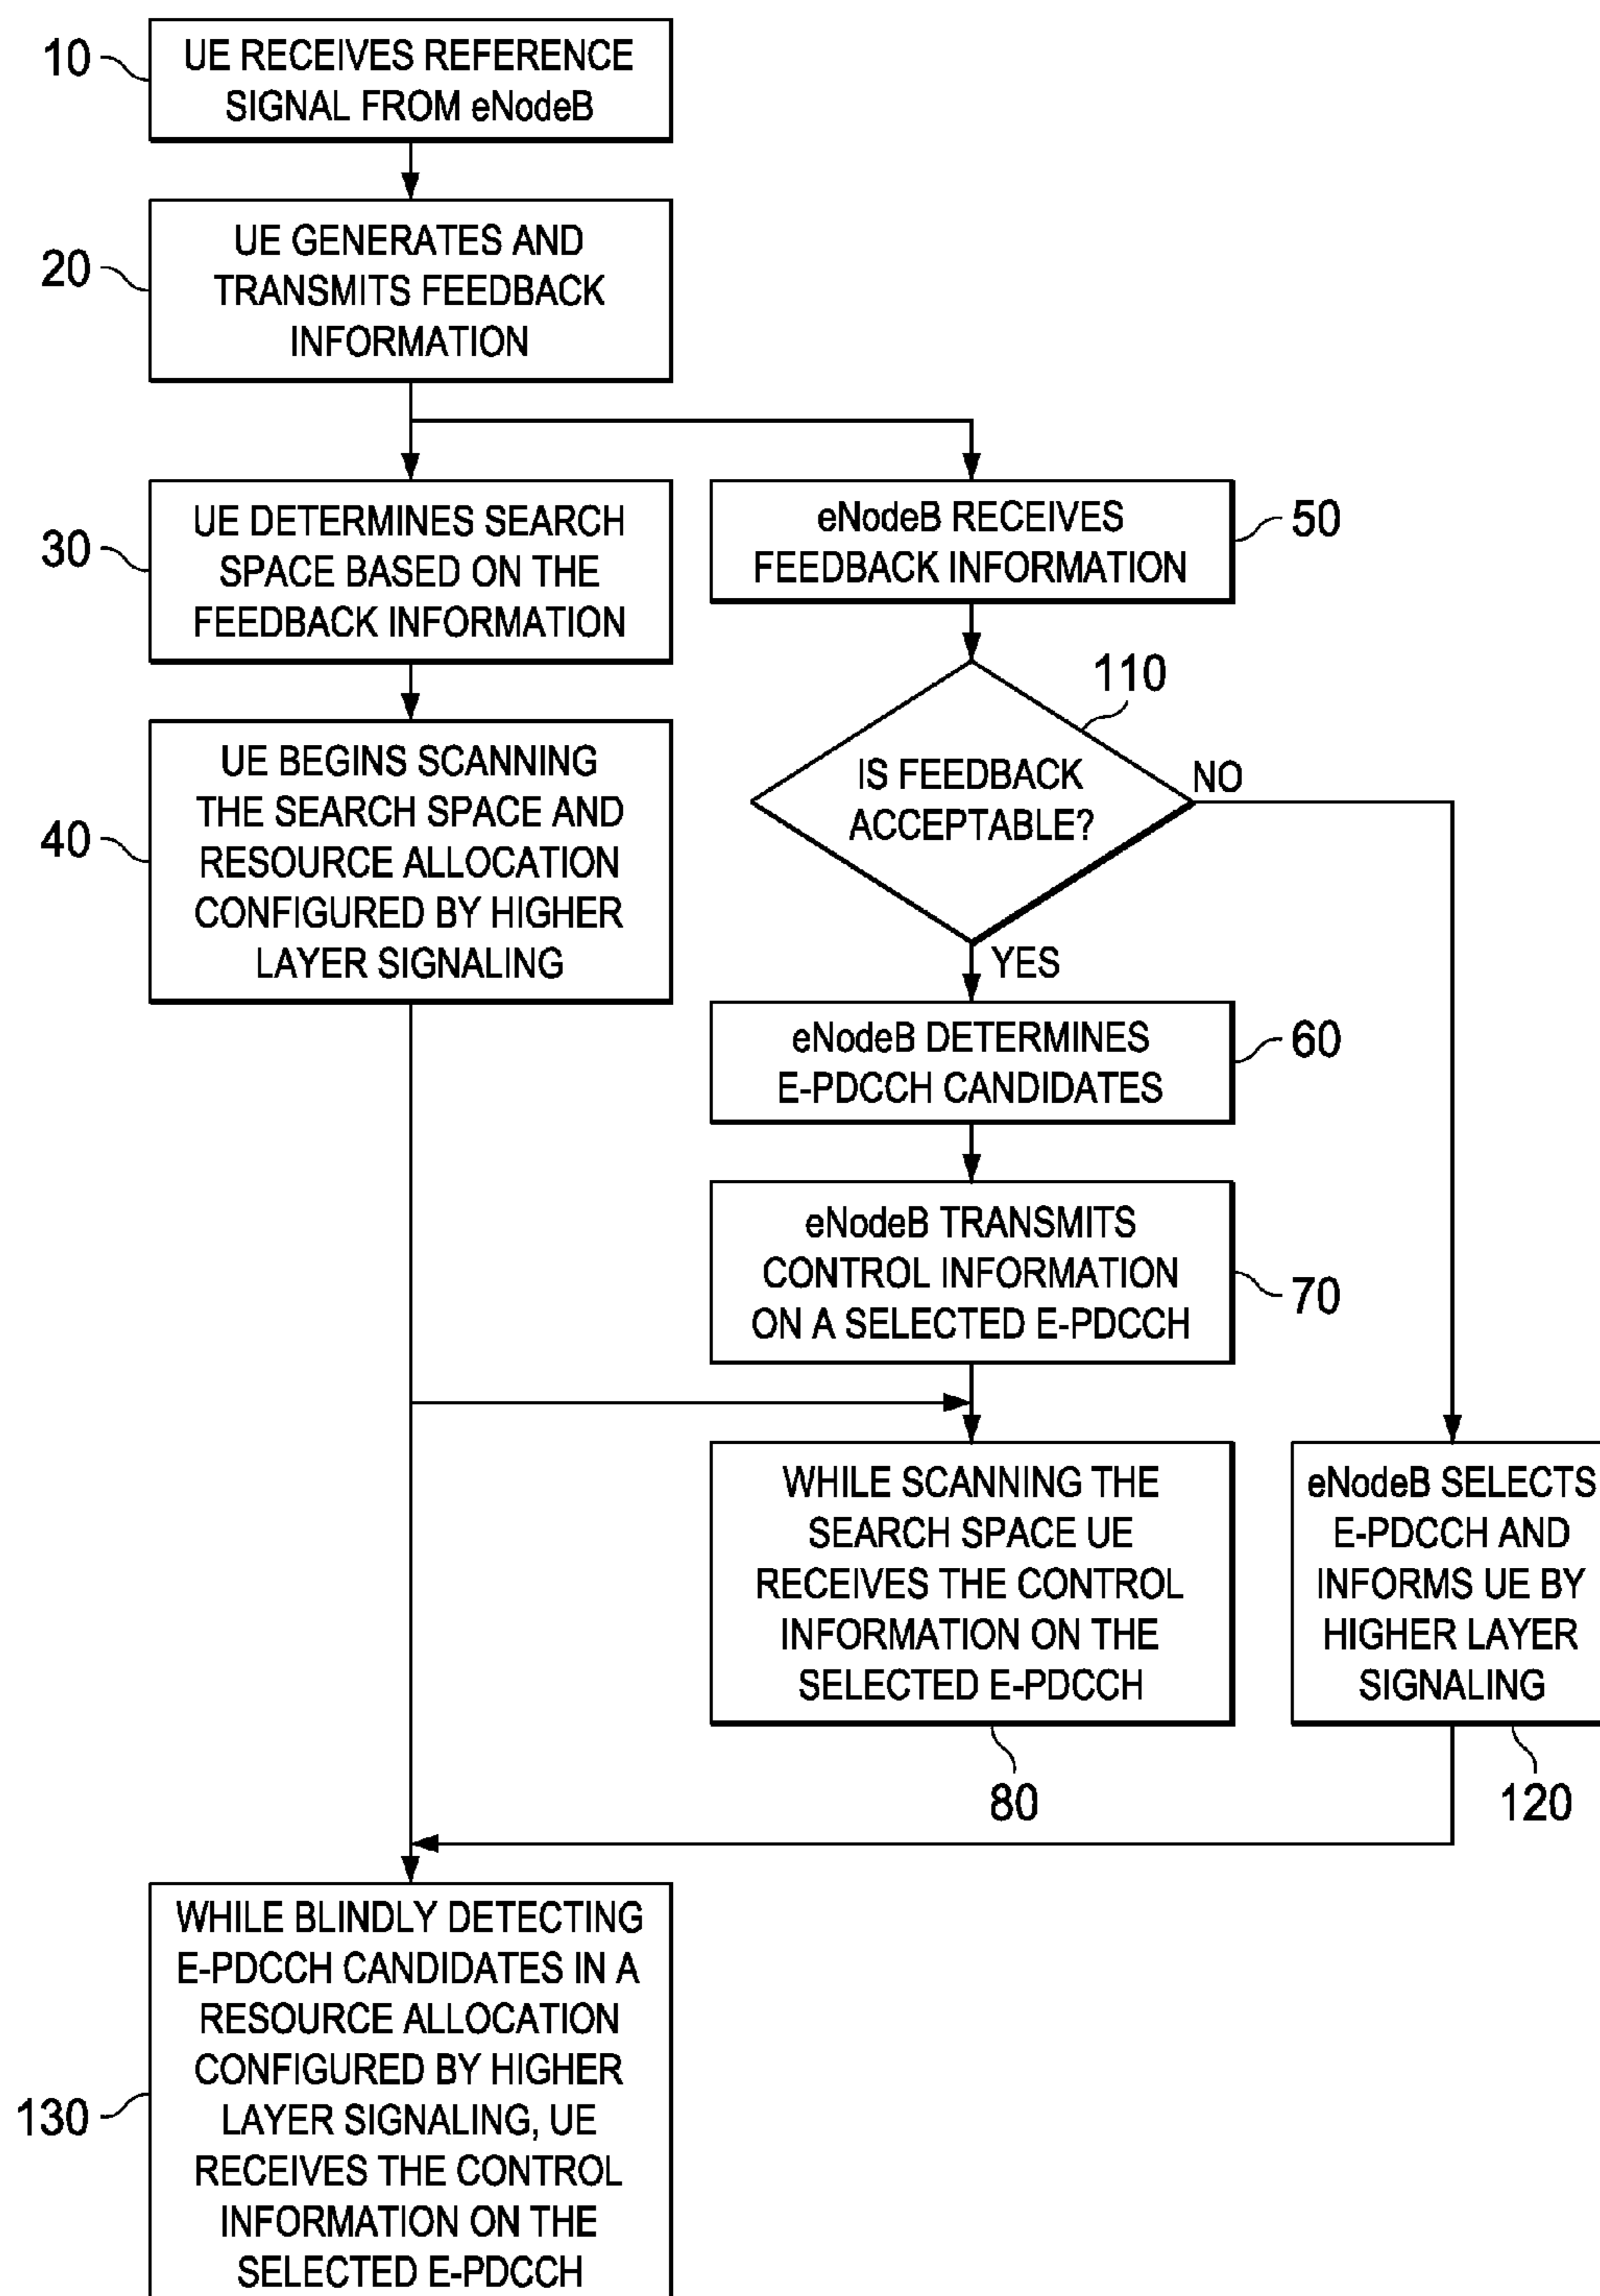 10
UE RECEIVES REFERENCE
SIGNAL FROM eNodeB
20
UE GENERATES AND
TRANSMITS FEEDBACK
INFORMATION
30
UE DETERMINES SEARCH
SPACE BASED ON THE
FEEDBACK INFORMATION
eNodeB RECEIVES
FEEDBACK INFORMATION
50
40
UE BEGINS SCANNING
THE SEARCH SPACE AND
RESOURCE ALLOCATION
CONFIGURED BY HIGHER
LAYER SIGNALING
110
IS FEEDBACK
ACCEPTABLE?
NO
YES
eNodeB DETERMINES
E-PDCCH CANDIDATES
60
eNodeB TRANSMITS
CONTROL INFORMATION
ON A SELECTED E-PDCCH
70
WHILE SCANNING THE
SEARCH SPACE UE
RECEIVES THE CONTROL
INFORMATION ON THE
SELECTED E-PDCCH
80
eNodeB SELECTS
E-PDCCH AND
INFORMS UE BY
HIGHER LAYER
SIGNALING
120
130
WHILE BLINDLY DETECTING
E-PDCCH CANDIDATES IN A
RESOURCE ALLOCATION
CONFIGURED BY HIGHER
LAYER SIGNALING, UE
RECEIVES THE CONTROL
INFORMATION ON THE
SELECTED E-PDCCH